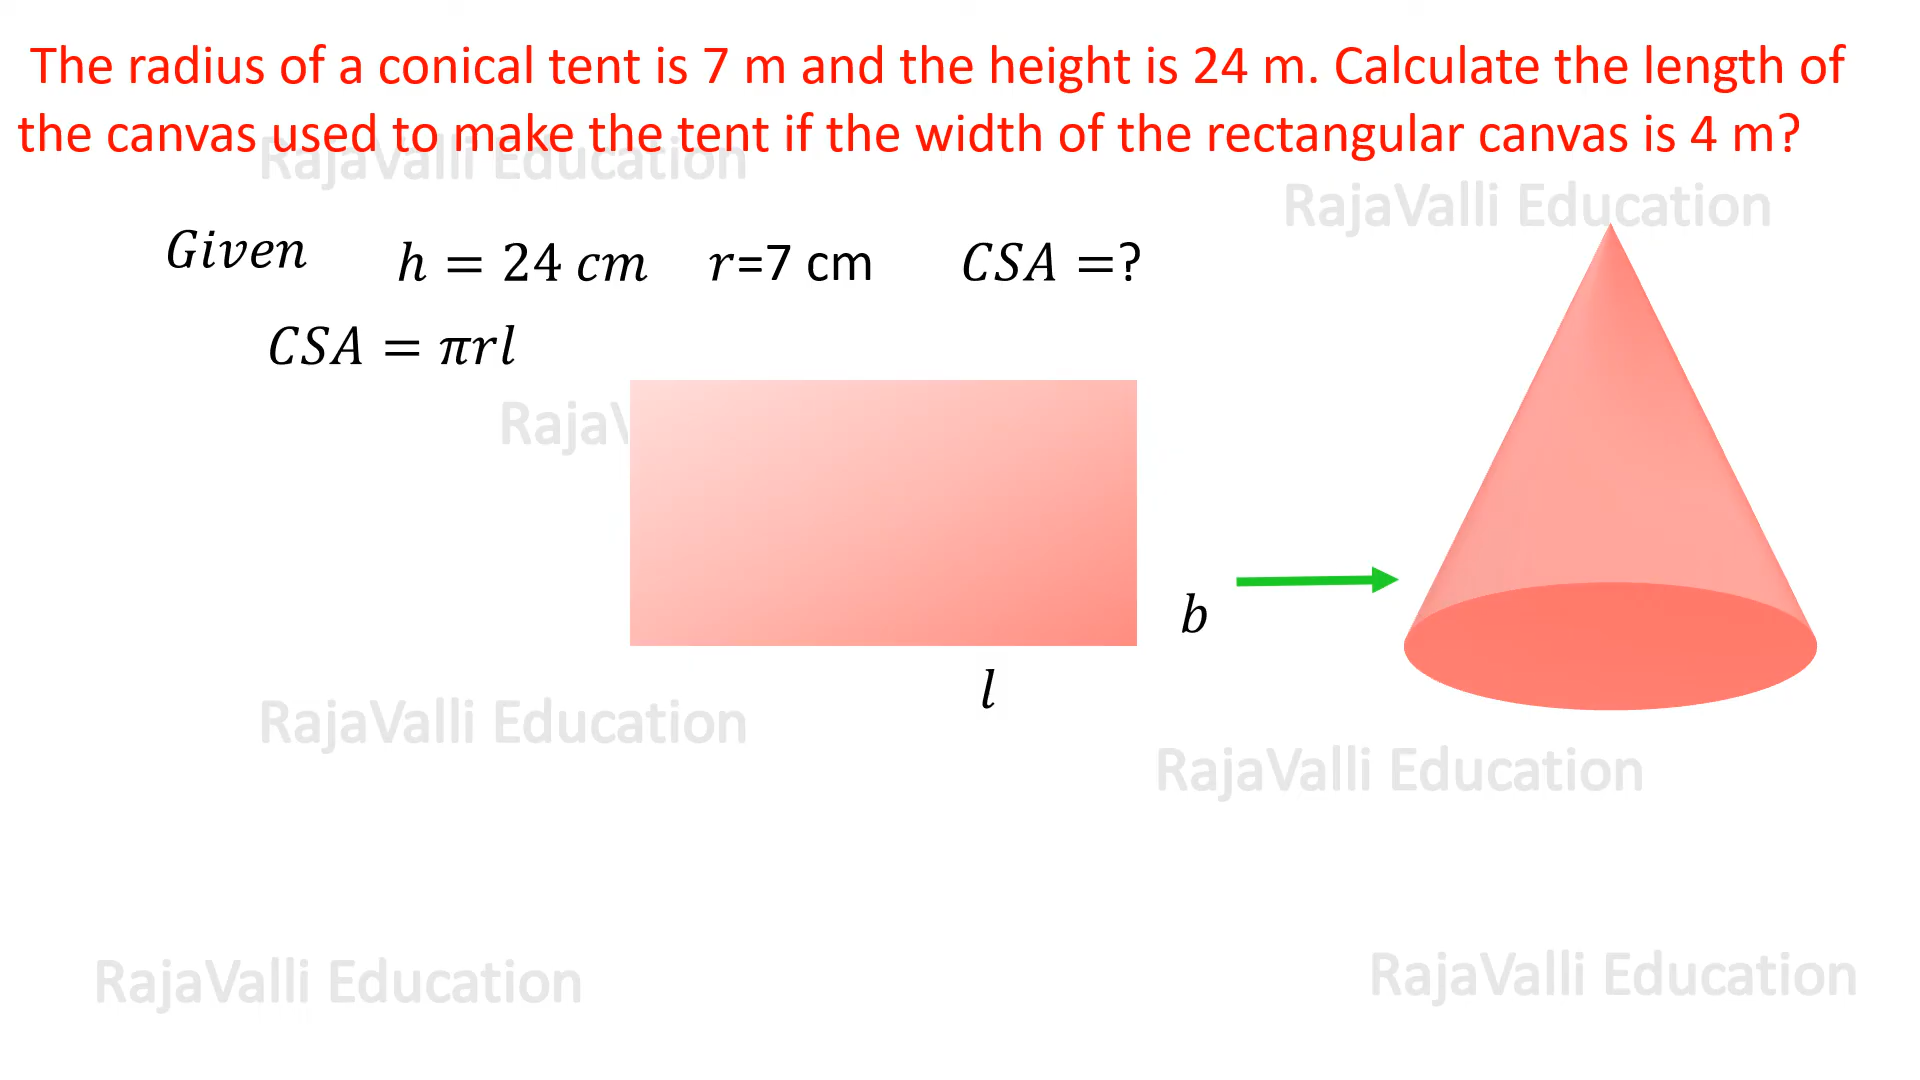 The radius of a conical tent is 7 m and the height is 24 m. Calculate the length of
the canvas used to make the tent if the width of the rectangular canvas is 4 m?
RajaValli Education
RajaValli Education
Given h = 24 cm r=7 cm CSA =?
CSA = πrl
RajaV
b
l
RajaValli Education
RajaValli Education
RajaValli Education
RajaValli Education